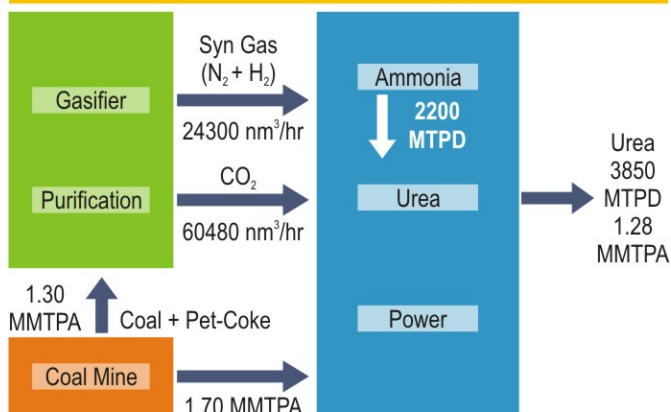 Syn Gas
(N₂ + H₂)
Gasifier
24300 nm³/hr
Purification
CO₂
60480 nm³/hr
Ammonia
2200
MTPD
Urea
Power
Urea
3850
MTPD
1.28
MMTPA
1.30
MMTPA
Coal + Pet-Coke
Coal Mine
1.70 MMTPA